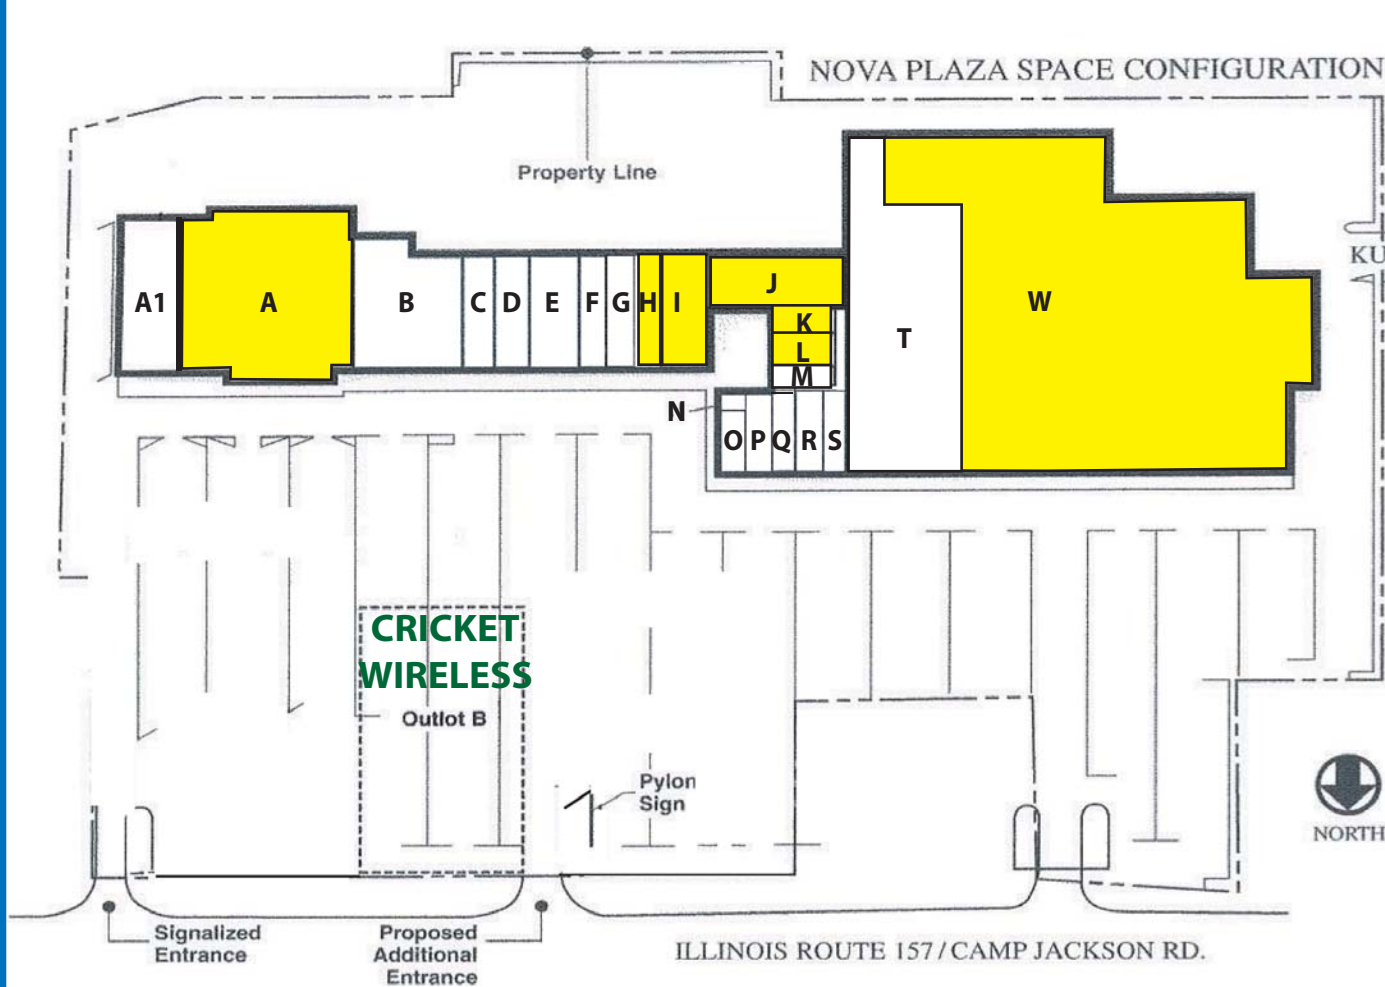 NOVA PLAZA SPACE CONFIGURATION
Property Line
KU
A1
A
B
C
D
E
F
G
H
I
J
K
L
M
N
O
P
Q
R
S
T
W
CRICKET
WIRELESS
Outlot B
Pylon
Sign
NORTH
Signalized
Entrance
Proposed
Additional
Entrance
ILLINOIS ROUTE 157/CAMP JACKSON RD.